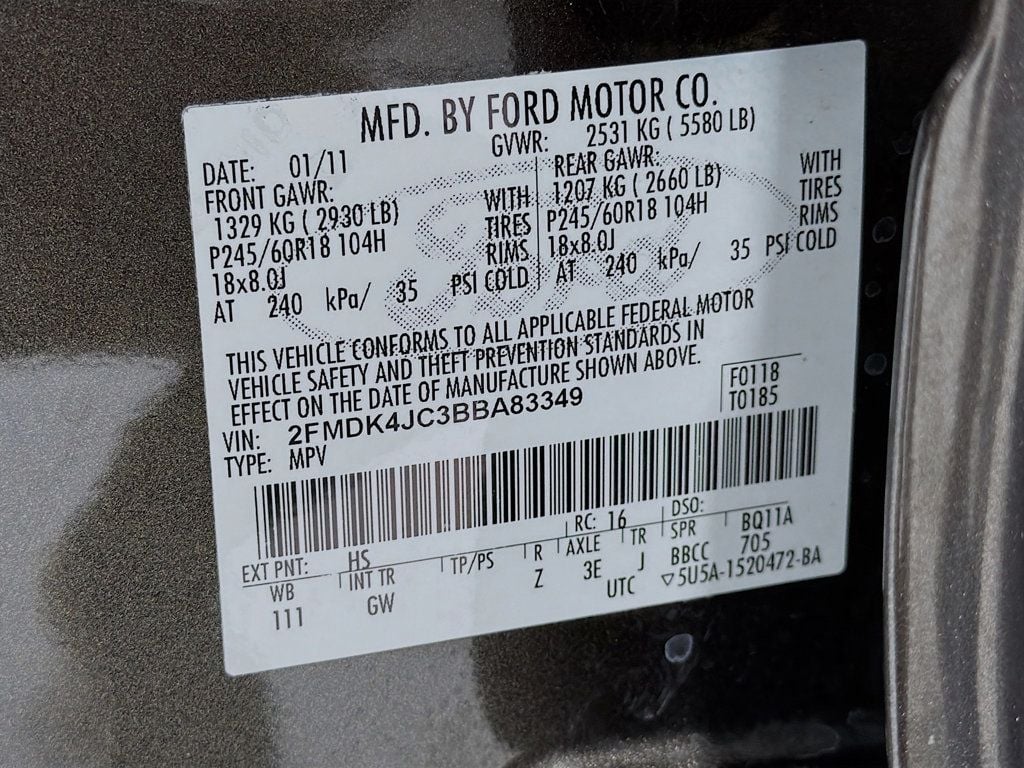 MFD. BY FORD MOTOR CO.
DATE: 01/11
GVWR: 2531 KG ( 5580 LB)
FRONT GAWR:
1329 KG ( 2930 LB)
P245/60R18 104H
18x8.0J
AT 240 kPa/ 35 PSI COLD
WITH
TIRES
RIMS
REAR GAWR:
1207 KG ( 2660 LB)
P245/60R18 104H
18x8.0J
AT 240 kPa/ 35 PSI COLD
WITH
TIRES
RIMS
THIS VEHICLE CONFORMS TO ALL APPLICABLE FEDERAL MOTOR
VEHICLE SAFETY AND THEFT PREVENTION STANDARDS IN
EFFECT ON THE DATE OF MANUFACTURE SHOWN ABOVE.
VIN: 2FMDK4JC3BBA83349
TYPE: MPV
F0118
T0185
EXT PNT: HS RC: 16 DSO:
WB INT TR TP/PS R AXLE TR SPR BQ11A
111 GW Z 3E J BBCC 705
UTC ▽5U5A-1520472-BA